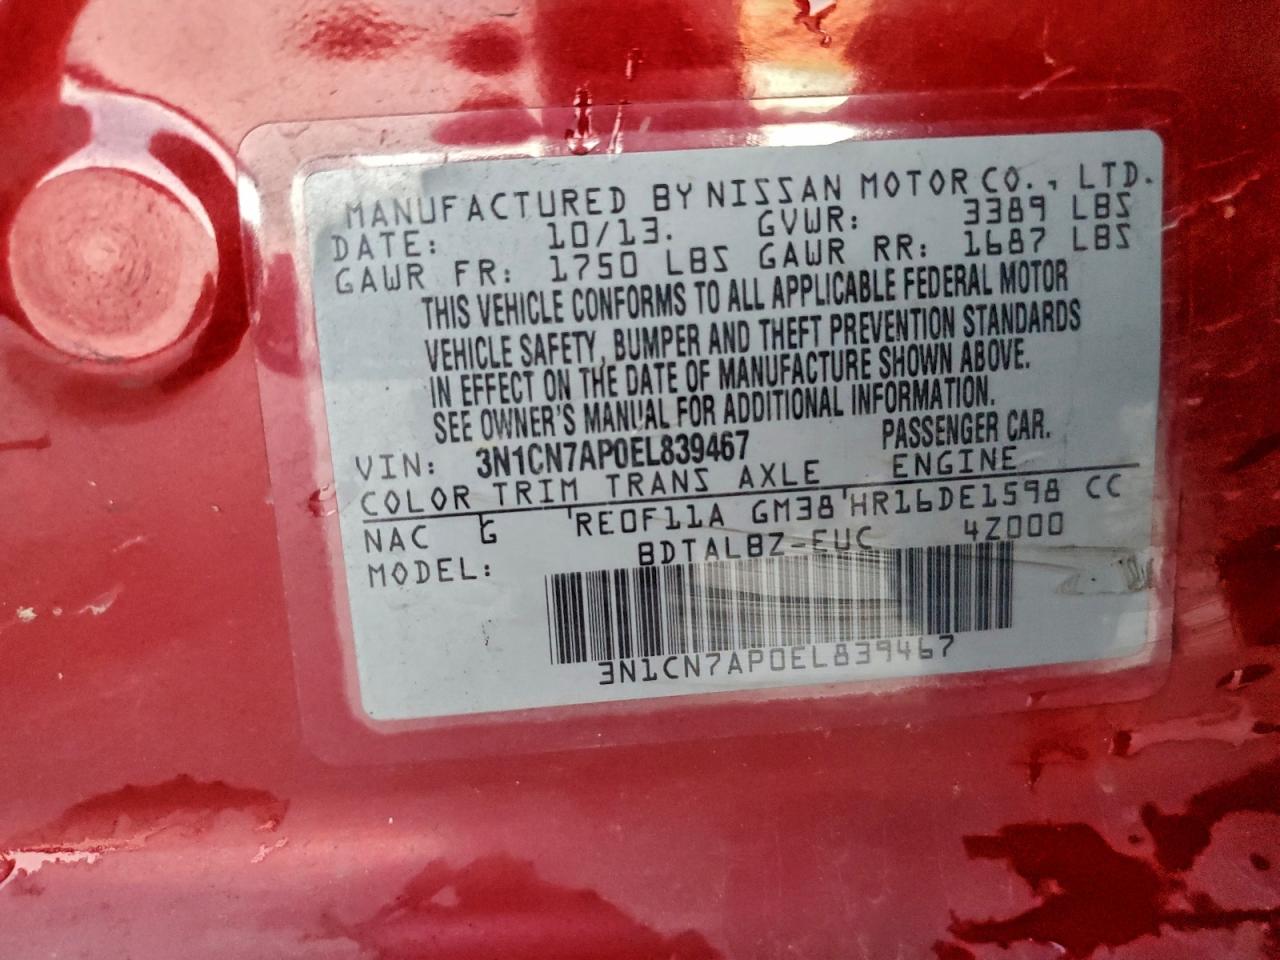 MANUFACTURED BY NISSAN MOTOR CO., LTD.
DATE: 10/13. GVWR: 3389 LBS
GAWR FR: 1750 LBS GAWR RR: 1687 LBS
THIS VEHICLE CONFORMS TO ALL APPLICABLE FEDERAL MOTOR
VEHICLE SAFETY, BUMPER AND THEFT PREVENTION STANDARDS
IN EFFECT ON THE DATE OF MANUFACTURE SHOWN ABOVE.
SEE OWNER'S MANUAL FOR ADDITIONAL INFORMATION.
VIN: 3N1CN7AP0EL839467 PASSENGER CAR.
COLOR TRIM TRANS AXLE ENGINE
NAC G RE0F11A GM38 HR16DE1598 CC
MODEL: BDTALBZ-EUC 4Z000
3N1CN7AP0EL839467